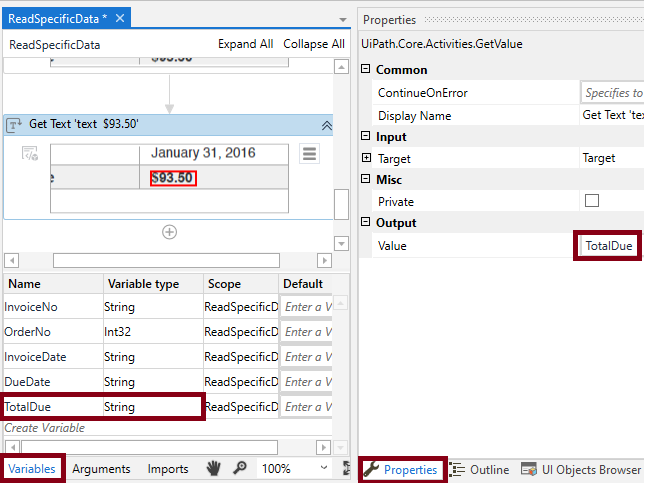 ReadSpecificData * ×
ReadSpecificData Expand All Collapse All
$93.50
Get Text 'text $93.50'
January 31, 2016
e $93.50
Name Variable type Scope Default
InvoiceNo String ReadSpecificD Enter a V
OrderNo Int32 ReadSpecificD Enter a V
InvoiceDate String ReadSpecificD Enter a V
DueDate String ReadSpecificD Enter a V
TotalDue String ReadSpecificD Enter a V
Create Variable
Variables Arguments Imports 100%
Properties
UiPath.Core.Activities.GetValue
Common
ContinueOnError Specifies to
Display Name Get Text 'te
Input
Target Target
Misc
Private
Output
Value TotalDue
Properties Outline UI Objects Browser